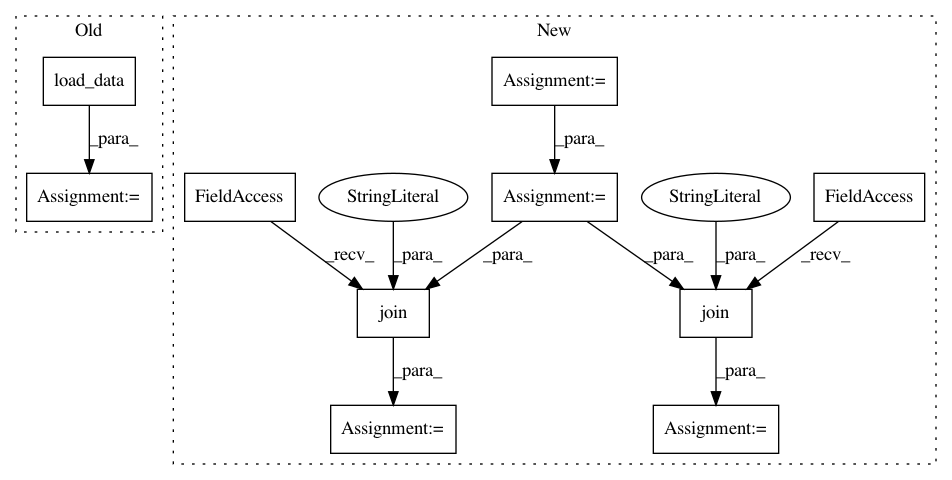 Old
New
load_data
Assignment:=
_para_
_para_
Assignment:=
FieldAccess
StringLiteral
Assignment:=
StringLiteral
FieldAccess
_recv_
_para_
_para_
_para_
_para_
_recv_
join
join
_para_
_para_
Assignment:=
Assignment:=